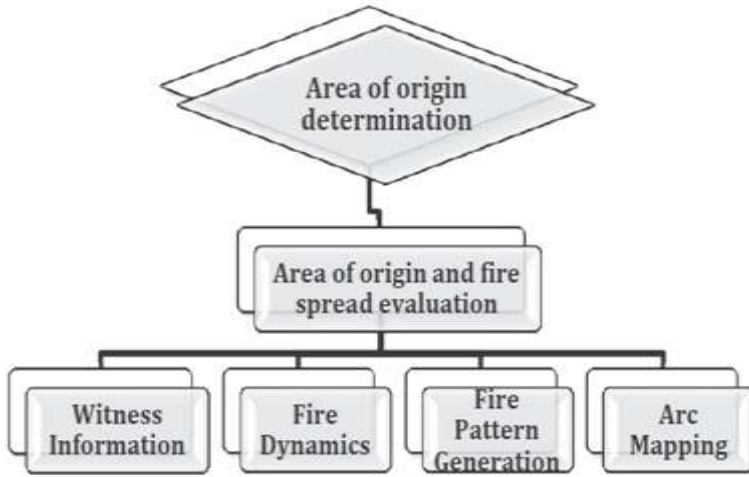 Area of origin
determination
Area of origin and fire
spread evaluation
Witness
Information
Fire
Dynamics
Fire
Pattern
Generation
Arc
Mapping